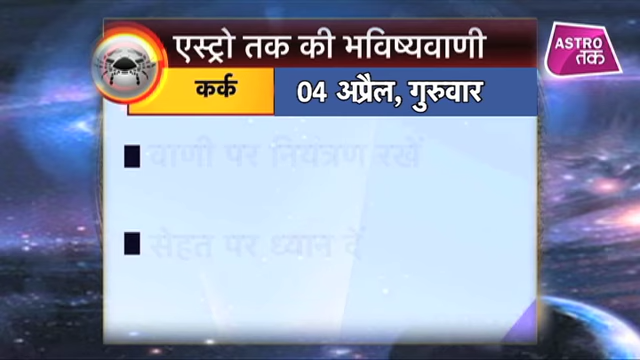 एस्ट्रो तक की भविष्यवाणी
ASTRO
तक
कर्क
04 अप्रैल, गुरुवार
वाणी पर नियंत्रण रखें
सेहत पर ध्यान दें